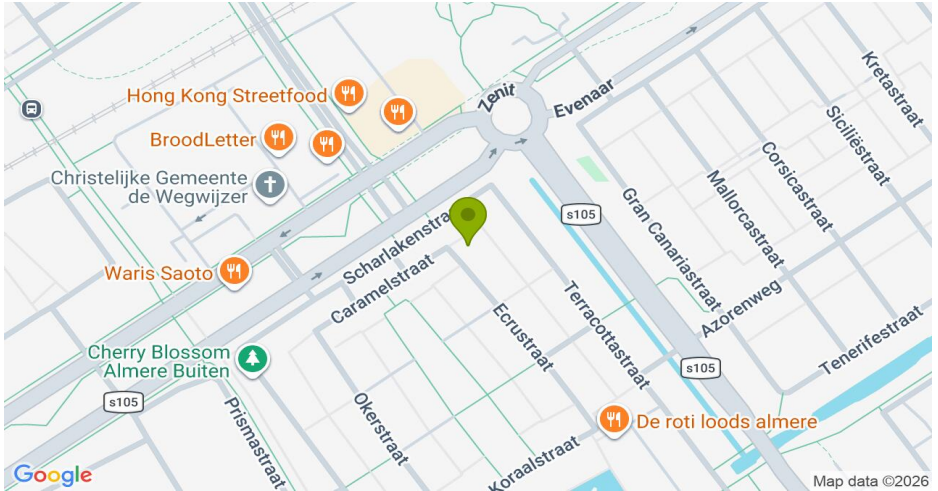 Kretastraat
Zenit
Evenaar
Hong Kong Streetfood
Siciliëstraat
BroodLetter
Corsicastraat
Christelijke Gemeente
de Wegwijzer
Mallorcastraat
s105
Gran Canariastraat
Scharlakenstra
Waris Saoto
Caramelstraat
Terracottastraat
Azorenweg
Ecrustraat
Tenerifestraat
Cherry Blossom
Almere Buiten
s105
s105
Prismastraat
Okerstraat
De roti loods almere
Koraalstraat
Google
Map data ©2026